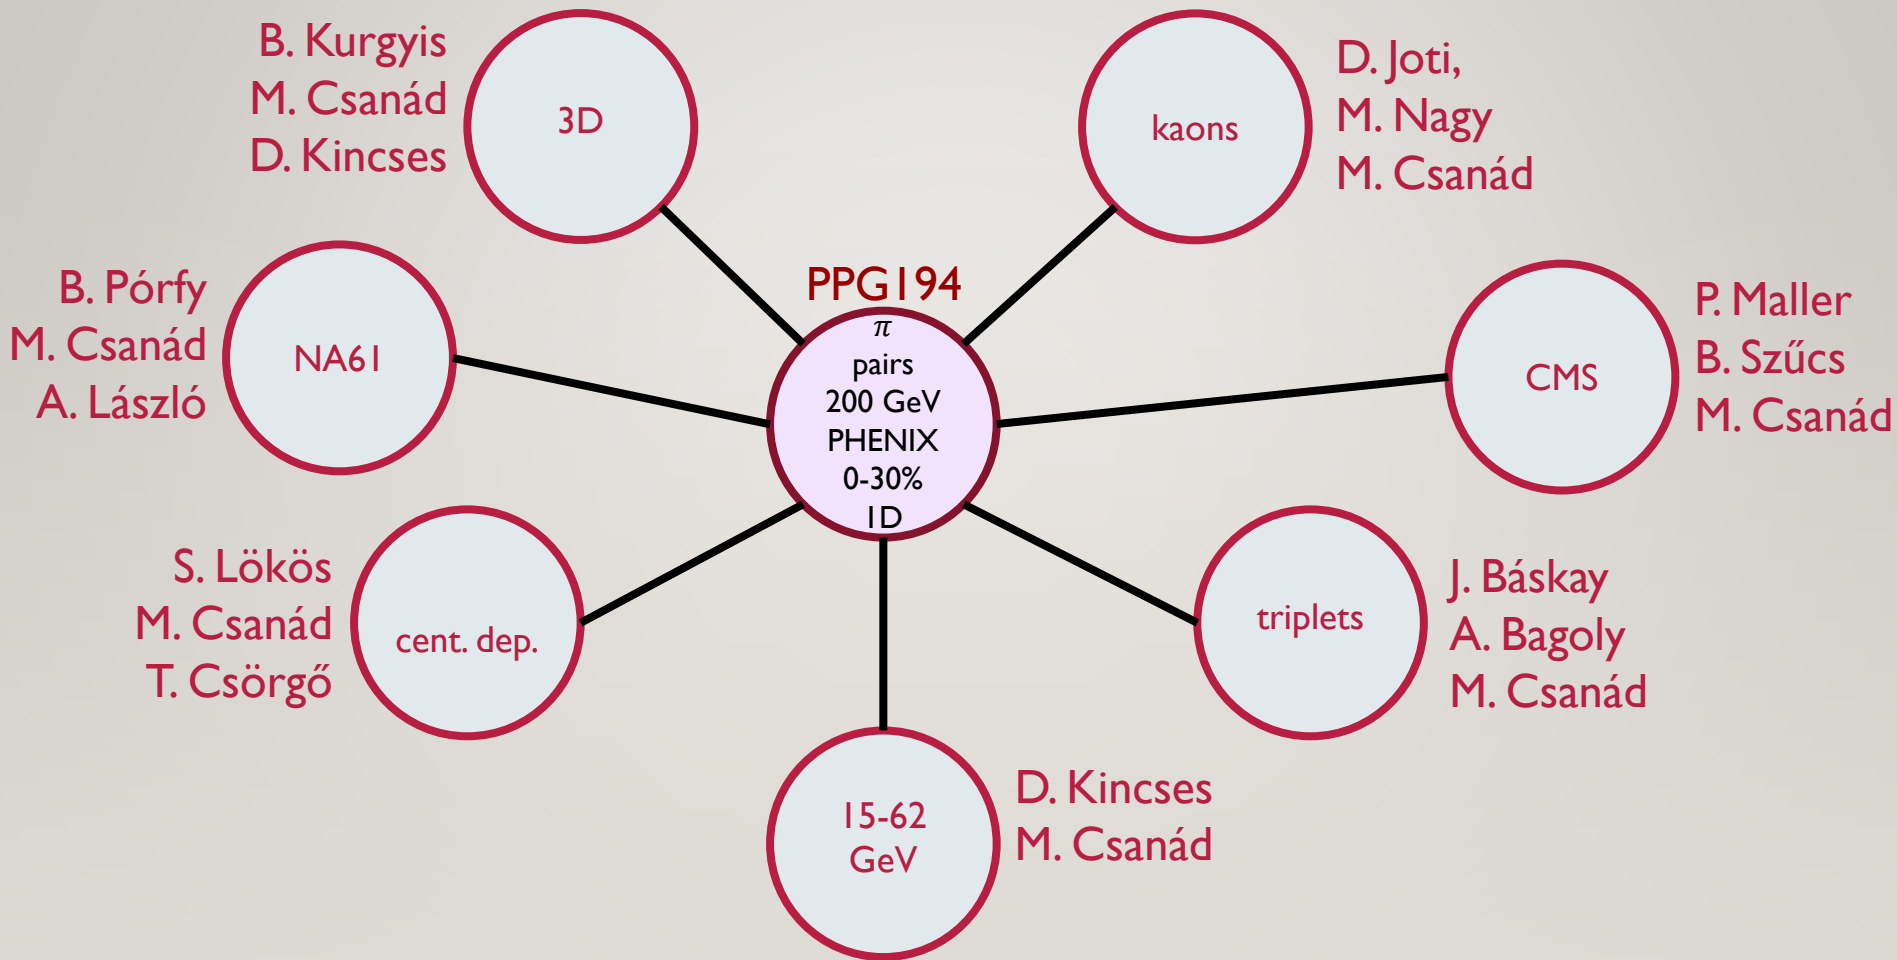 B. Kurgyis
M. Csanád
D. Kincses
3D
kaons
D. Joti,
M. Nagy
M. Csanád
B. Pórfy
M. Csanád
A. László
NA61
PPG194
π
pairs
200 GeV
PHENIX
0-30%
1D
CMS
P. Maller
B. Szűcs
M. Csanád
S. Lökös
M. Csanád
T. Csörgő
cent. dep.
triplets
J. Báskay
A. Bagoly
M. Csanád
15-62
GeV
D. Kincses
M. Csanád